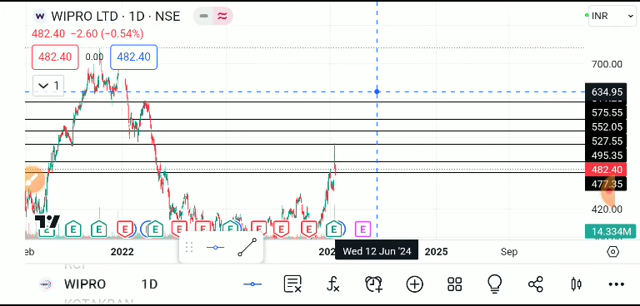 WIPRO LTD · 1D · NSE
INR
482.40 −2.60 (−0.54%)
482.40
0.00
482.40
1
700.00
634.95
575.55
552.05
527.55
495.35
482.40
477.35
420.00
14.334M
E E E E E E E E E E E E
eb
2022
Wed 12 Jun '24
2025
Sep
WIPRO
1D